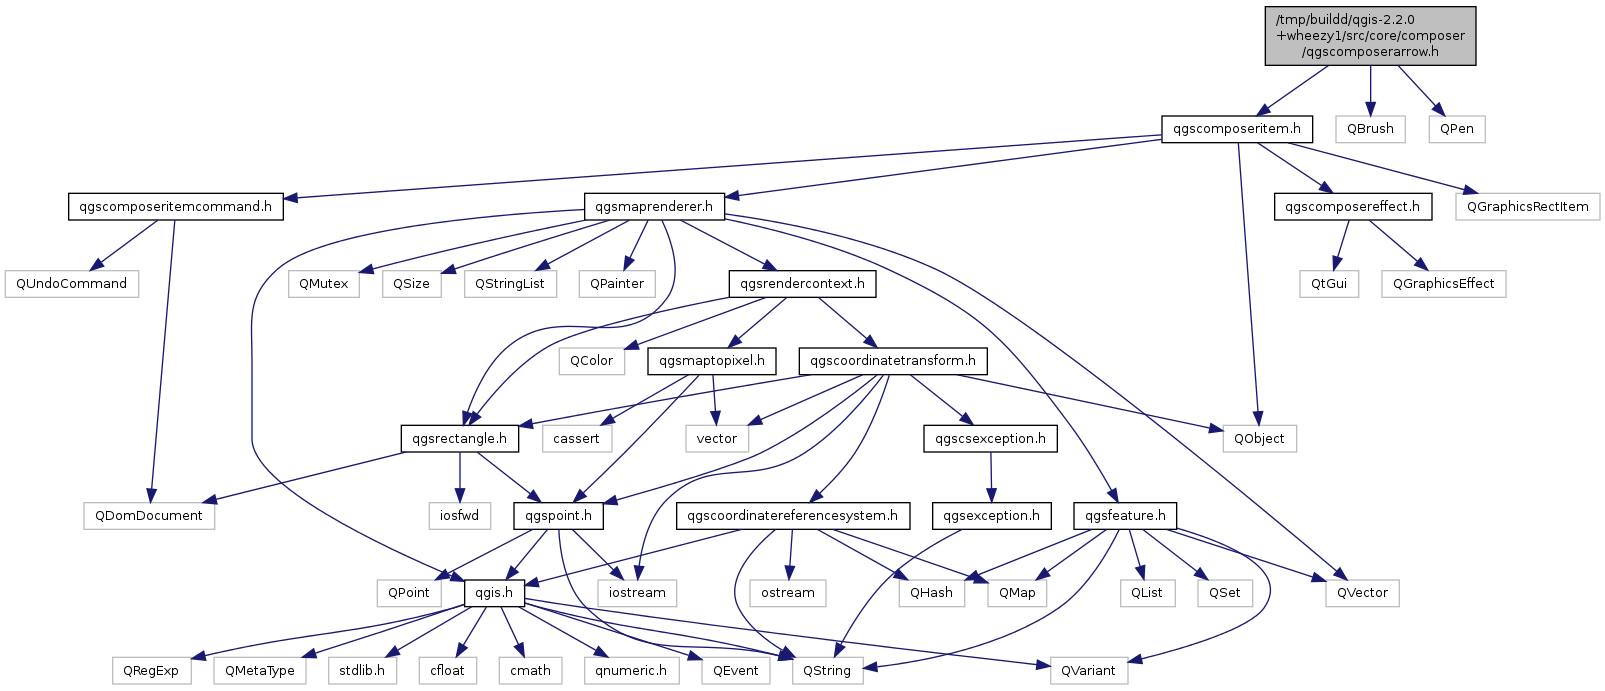 /tmp/buildd/qgis-2.2.0
+wheezy1/src/core/composer
/qgscomposerarrow.h
qgscomposeritem.h
QBrush
QPen
qgscomposeritemcommand.h
qgsmaprenderer.h
qgscomposereffect.h
QGraphicsRectItem
QUndoCommand
QMutex
QSize
QStringList
QPainter
qgsrendercontext.h
QtGui
QGraphicsEffect
QColor
qgsmaptopixel.h
qgscoordinatetransform.h
qgsrectangle.h
cassert
vector
qgscsexception.h
QObject
QDomDocument
iosfwd
qgspoint.h
qgscoordinatereferencesystem.h
qgsexception.h
qgsfeature.h
QPoint
qgis.h
iostream
ostream
QHash
QMap
QList
QSet
QVector
QRegExp
QMetaType
stdlib.h
cfloat
cmath
qnumeric.h
QEvent
QString
QVariant